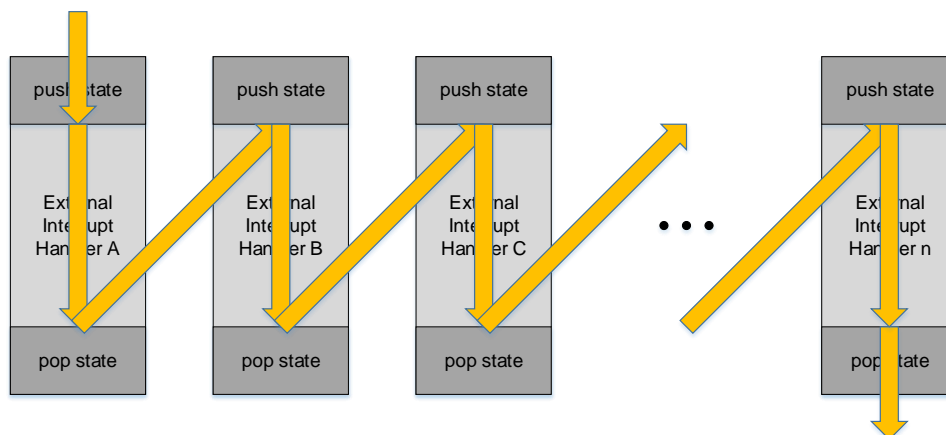 push state
push state
push state
push state
External
Interrupt
Handler A
External
Interrupt
Handler B
External
Interrupt
Handler C
• • •
External
Interrupt
Handler n
pop state
pop state
pop state
pop state